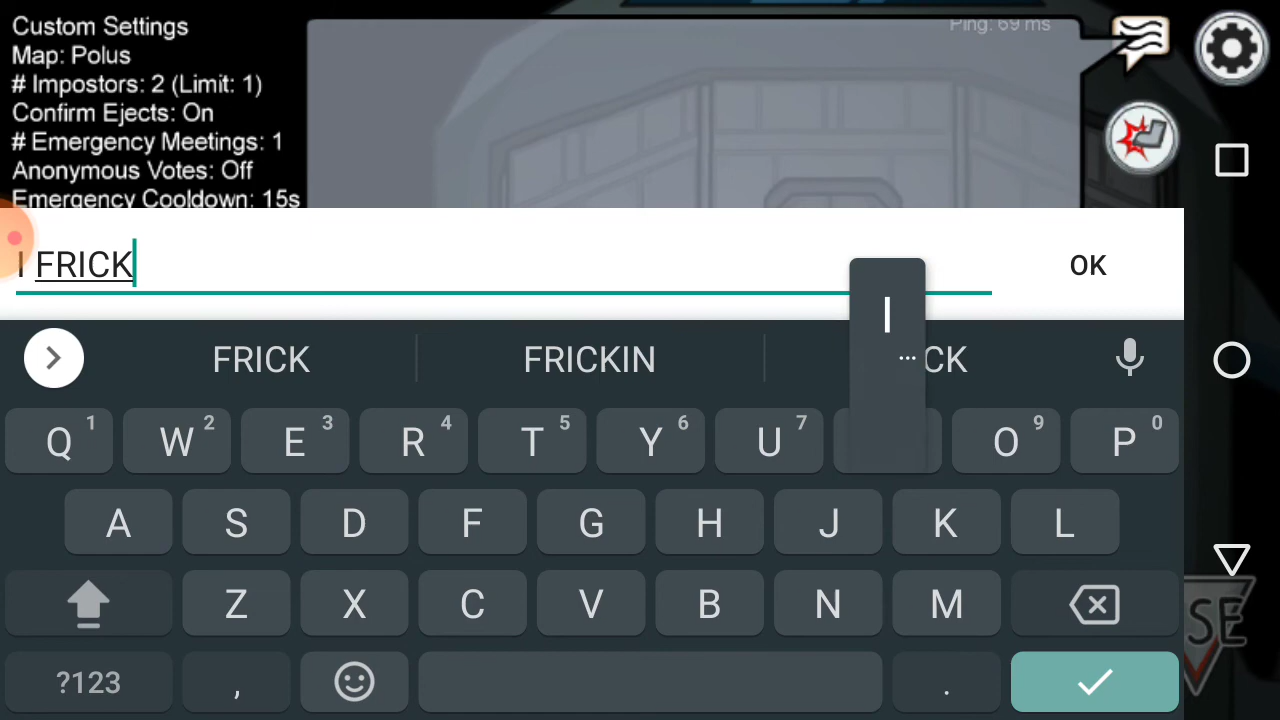 Custom Settings
Map: Polus
# Impostors: 2 (Limit: 1)
Confirm Ejects: On
# Emergency Meetings: 1
Anonymous Votes: Off
Emergency Cooldown: 15s
Ping: 69 ms
I FRICK
OK
FRICK FRICKIN
I
Q 1 W 2 E 3 R 4 T 5 Y 6 U 7 O 9 P 0
A S D F G H J K L
Z X C V B N M
?123 , .